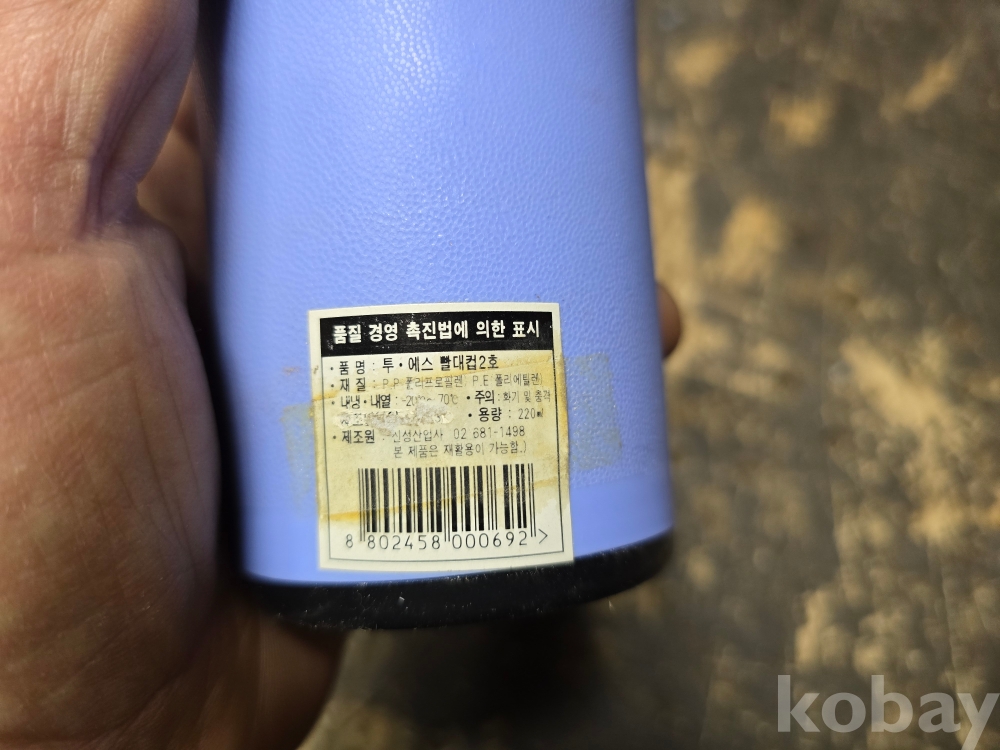 품질 경영 촉진법에 의한 표시
• 품 명 : 투 • 에스 빨대컵2호
• 재 질 : P.P 폴리프로필렌( P.E 폴리에틸렌)
• 내냉 • 내열 : -20℃~ 70℃ • 주의 : 화기 및 충격
• 용량 : 220㎖
• 제조원 : 신성산업사 02 681-1498
본 제품은 재활용이 가능함.)
8 802458 000692 >
kobay